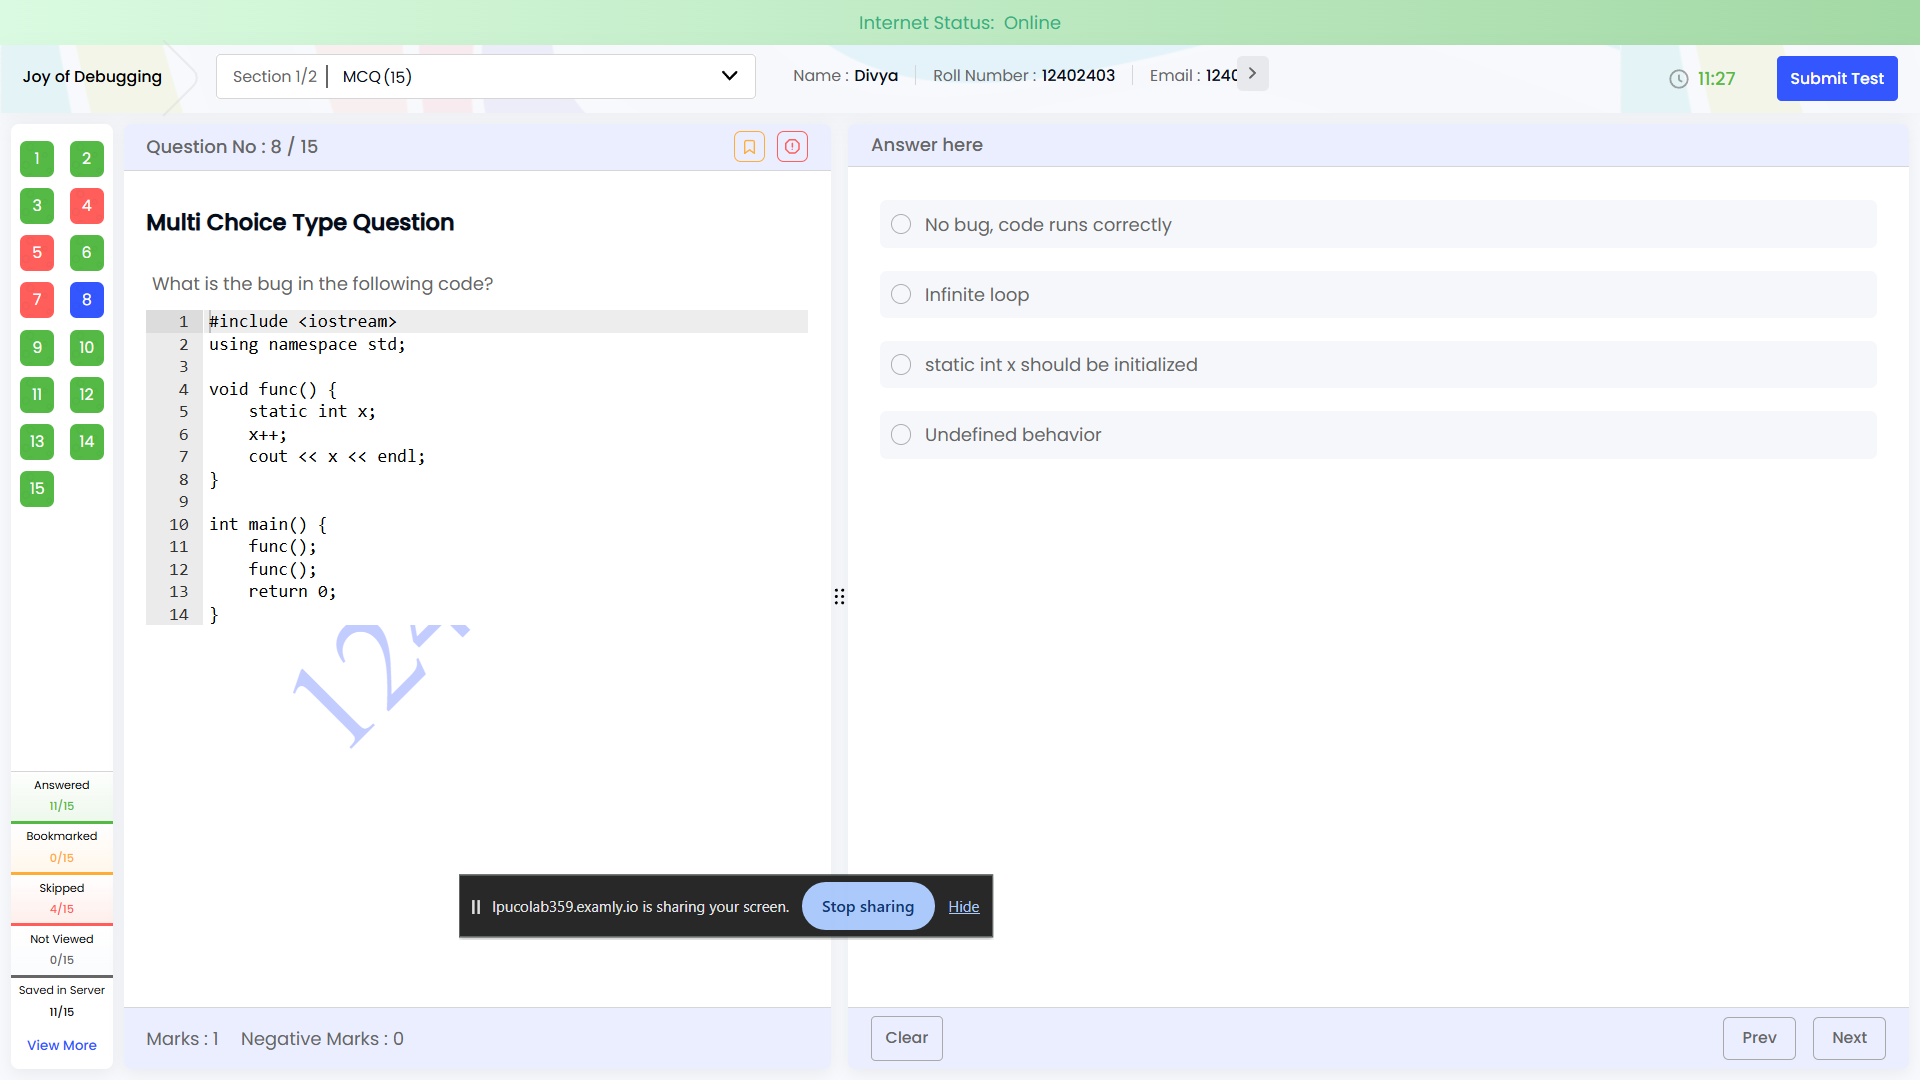 Internet Status: Online
Joy of Debugging
Section 1/2 | MCQ (15)
Name : Divya
Roll Number : 12402403
Email : 1240
11:27
Submit Test
1 2
3 4
5 6
7 8
9 10
11 12
13 14
15
Answered
11/15
Bookmarked
0/15
Skipped
4/15
Not Viewed
0/15
Saved in Server
11/15
View More
Question No : 8 / 15
Multi Choice Type Question
What is the bug in the following code?
1 #include <iostream>
2 using namespace std;
3
4 void func() {
5     static int x;
6     x++;
7     cout << x << endl;
8 }
9
10 int main() {
11     func();
12     func();
13     return 0;
14 }
124
Marks : 1 Negative Marks : 0
Answer here
No bug, code runs correctly
Infinite loop
static int x should be initialized
Undefined behavior
lpucolab359.examly.io is sharing your screen.
Stop sharing
Hide
Clear
Prev
Next